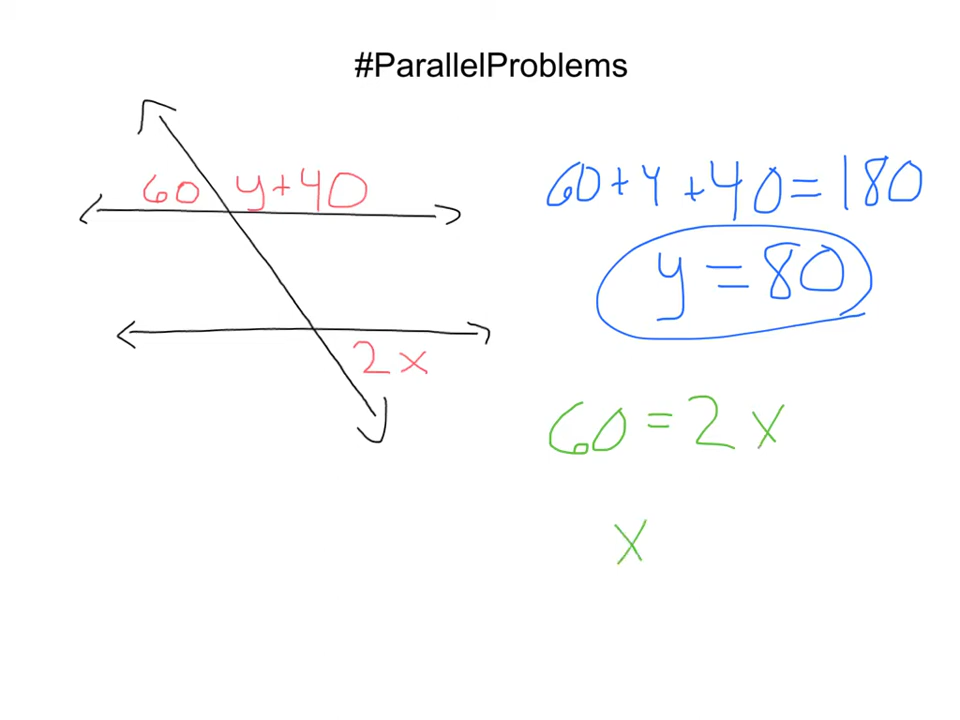 #ParallelProblems
60 y+40
2x
60+y+40=180
y=80
60=2x
x